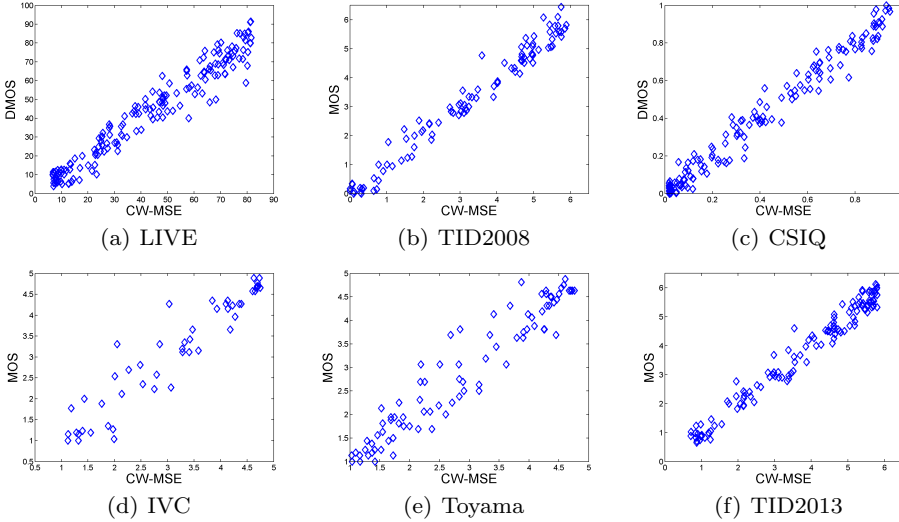 100
90
80
70
60
50
40
30
20
10
0
DMOS
0 10 20 30 40 50 60 70 80 90
CW-MSE
(a) LIVE
6
5
4
3
2
1
0
MOS
0 1 2 3 4 5 6
CW-MSE
(b) TID2008
1
0.8
0.6
0.4
0.2
0
DMOS
0.2 0.4 0.6 0.8
CW-MSE
(c) CSIQ
5
4.5
4
3.5
3
2.5
2
1.5
1
0.5
MOS
0.5 1 1.5 2 2.5 3 3.5 4 4.5 5
CW-MSE
(d) IVC
5
4.5
4
3.5
3
2.5
2
1.5
1
MOS
1 1.5 2 2.5 3 3.5 4 4.5 5
CW-MSE
(e) Toyama
6
5
4
3
2
1
0
MOS
0 1 2 3 4 5 6
CW-MSE
(f) TID2013